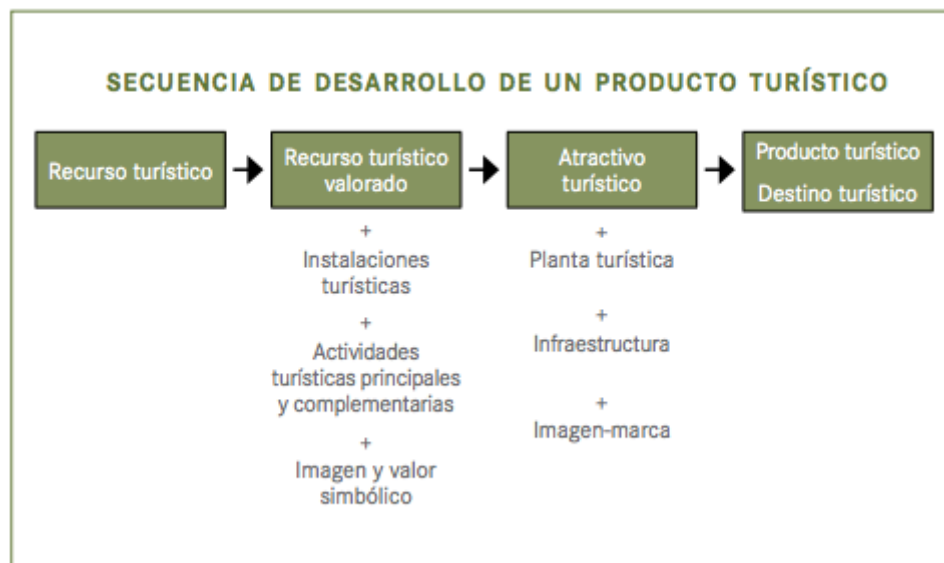 SECUENCIA DE DESARROLLO DE UN PRODUCTO TURÍSTICO
Recurso turístico
Recurso turístico
valorado
Atractivo
turístico
Producto turístico
Destino turístico
+
Instalaciones
turísticas
+
Actividades
turísticas principales
y complementarias
+
Imagen y valor
simbólico
+
Planta turística
+
Infraestructura
+
Imagen-marca